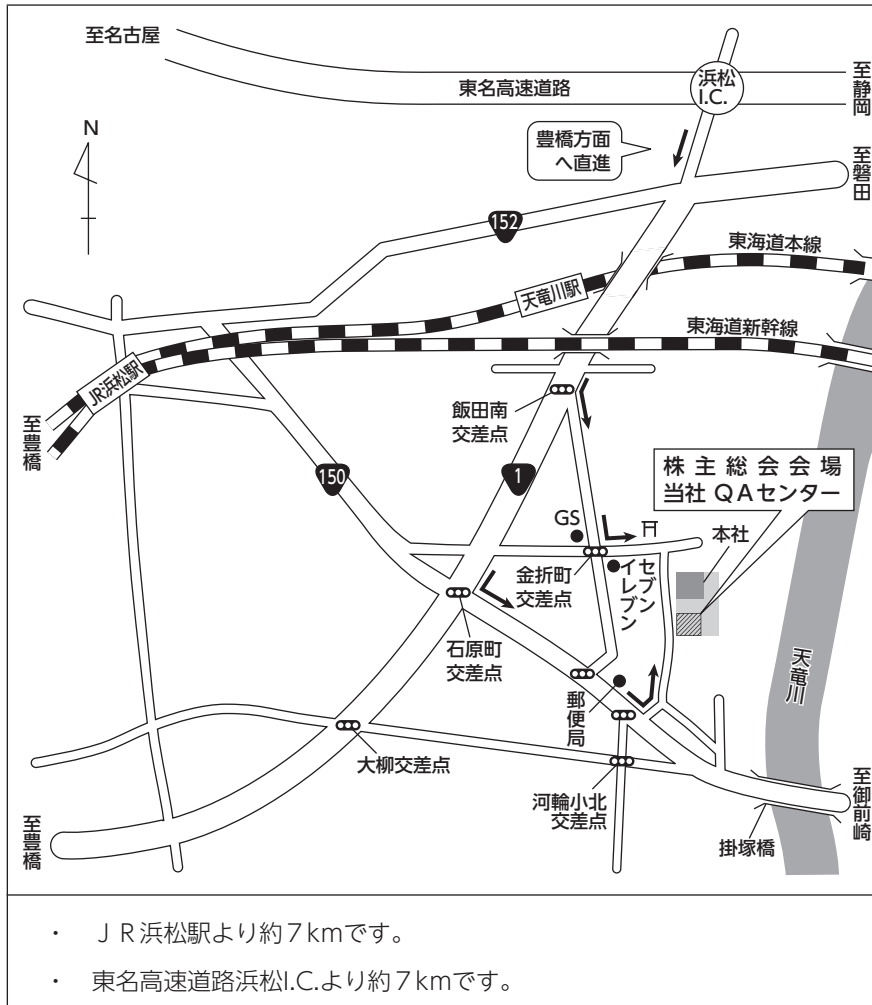 至名古屋
東名高速道路
浜松
I.C.
至静岡
豊橋方面
へ直進
至磐田
N
152
東海道本線
天竜川駅
東海道新幹線
JR浜松駅
至豊橋
飯田南
交差点
150
1
株主総会会場
当社 QAセンター
GS
本社
金折町
交差点
セブン
イレブン
石原町
交差点
天竜川
郵便局
大柳交差点
河輪小北
交差点
至御前崎
至豊橋
掛塚橋
・ ＪＲ浜松駅より約７kmです。
・ 東名高速道路浜松I.C.より約７kmです。